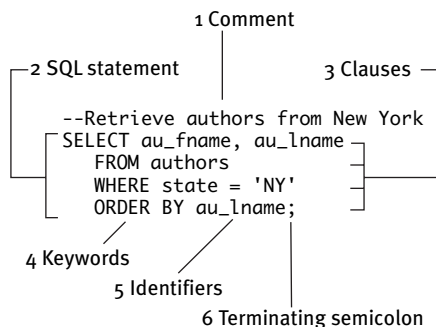 1 Comment
2 SQL statement
3 Clauses
--Retrieve authors from New York
SELECT au_fname, au_lname
FROM authors
WHERE state = 'NY'
ORDER BY au_lname;
4 Keywords
5 Identifiers
6 Terminating semicolon